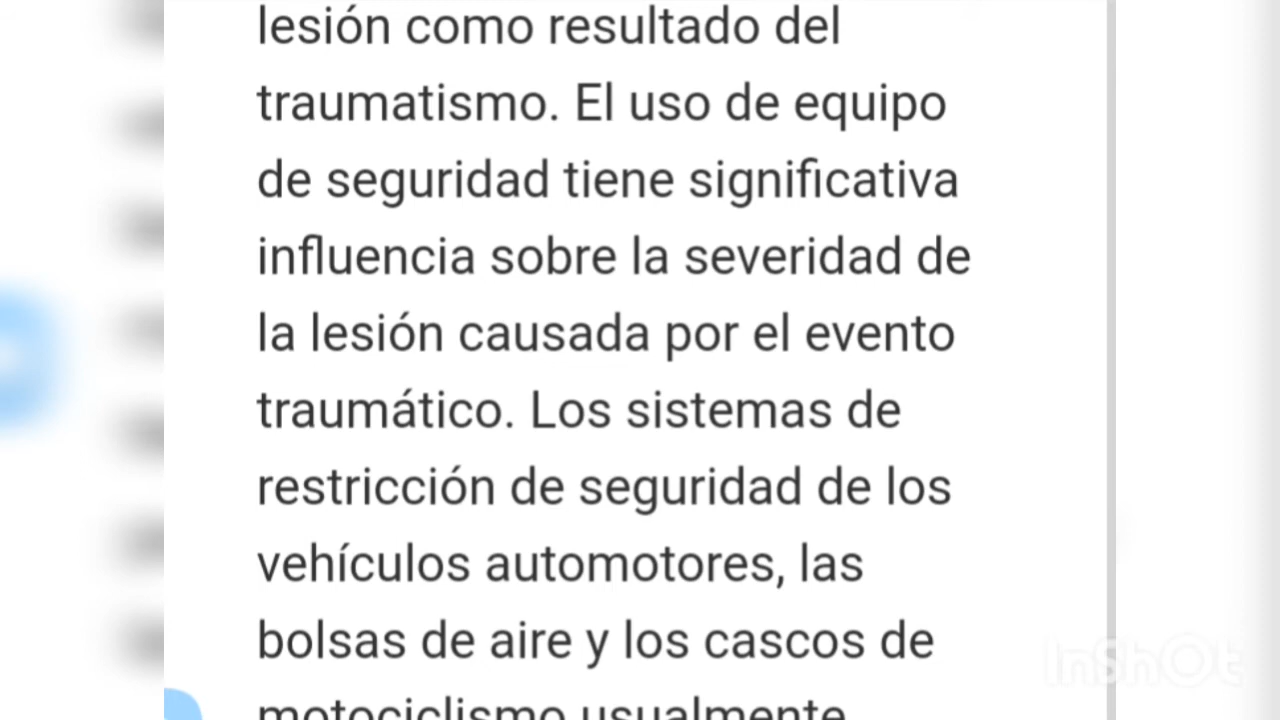 lesión como resultado del
traumatismo. El uso de equipo
de seguridad tiene significativa
influencia sobre la severidad de
la lesión causada por el evento
traumático. Los sistemas de
restricción de seguridad de los
vehículos automotores, las
bolsas de aire y los cascos de
motociclismo usualmente
InShOt